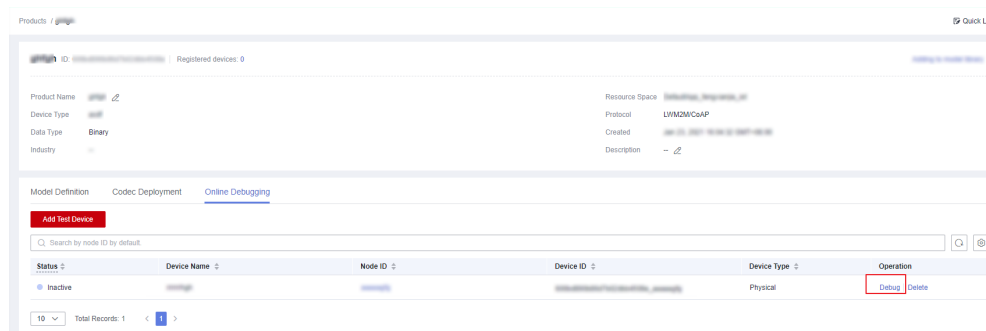 Products /
Quick L
ID: Registered devices: 0
Product Name Resource Space
Device Type Protocol LWM2M/CoAP
Data Type Binary Created
Industry -- Description --
Model Definition Codec Deployment Online Debugging
Add Test Device
Search by node ID by default.
Status Device Name Node ID Device ID Device Type Operation
Inactive Physical Debug Delete
10 Total Records: 1 < 1 >